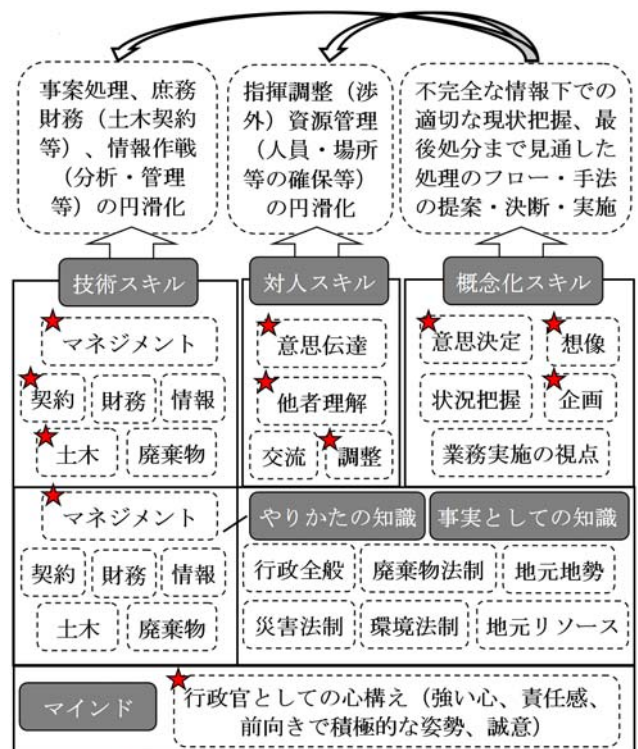 事案処理、庶務
財務（土木契約
等）、情報作戦
（分析・管理
等）の円滑化
指揮調整（渉
外）資源管理
（人員・場所
等の確保等）
の円滑化
不完全な情報下での
適切な現状把握、最
後処分まで見通した
処理のフロー・手法
の提案・決断・実施
技術スキル
マネジメント
契約
財務
情報
土木
廃棄物
対人スキル
意思伝達
他者理解
交流
調整
概念化スキル
意思決定
想像
状況把握
企画
業務実施の視点
マネジメント
契約
財務
情報
土木
廃棄物
やりかたの知識
事実としての知識
行政全般
廃棄物法制
地元地勢
災害法制
環境法制
地元リソース
マインド
行政官としての心構え（強い心、責任感、
前向きで積極的な姿勢、誠意）